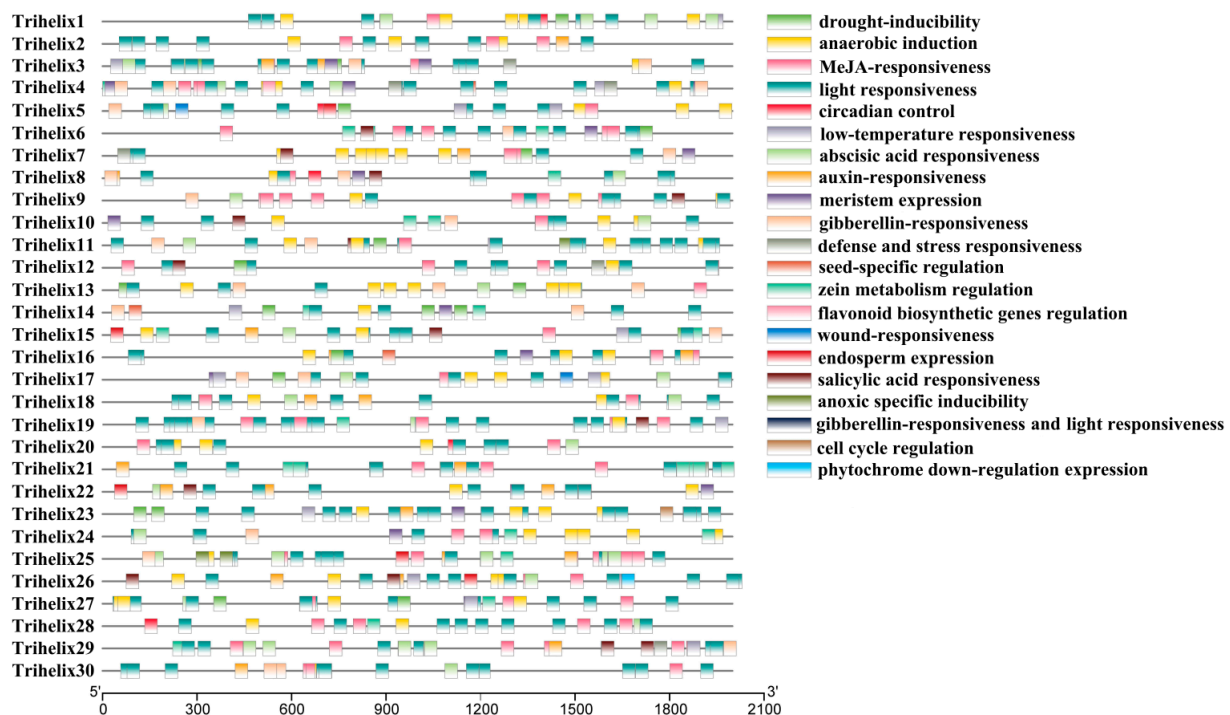 Trihelix1
Trihelix2
Trihelix3
Trihelix4
Trihelix5
Trihelix6
Trihelix7
Trihelix8
Trihelix9
Trihelix10
Trihelix11
Trihelix12
Trihelix13
Trihelix14
Trihelix15
Trihelix16
Trihelix17
Trihelix18
Trihelix19
Trihelix20
Trihelix21
Trihelix22
Trihelix23
Trihelix24
Trihelix25
Trihelix26
Trihelix27
Trihelix28
Trihelix29
Trihelix30
5' 3'
0 300 600 900 1200 1500 1800 2100
drought-inducibility
anaerobic induction
MeJA-responsiveness
light responsiveness
circadian control
low-temperature responsiveness
abscisic acid responsiveness
auxin-responsiveness
meristem expression
gibberellin-responsiveness
defense and stress responsiveness
seed-specific regulation
zein metabolism regulation
flavonoid biosynthetic genes regulation
wound-responsiveness
endosperm expression
salicylic acid responsiveness
anoxic specific inducibility
gibberellin-responsiveness and light responsiveness
cell cycle regulation
phytochrome down-regulation expression